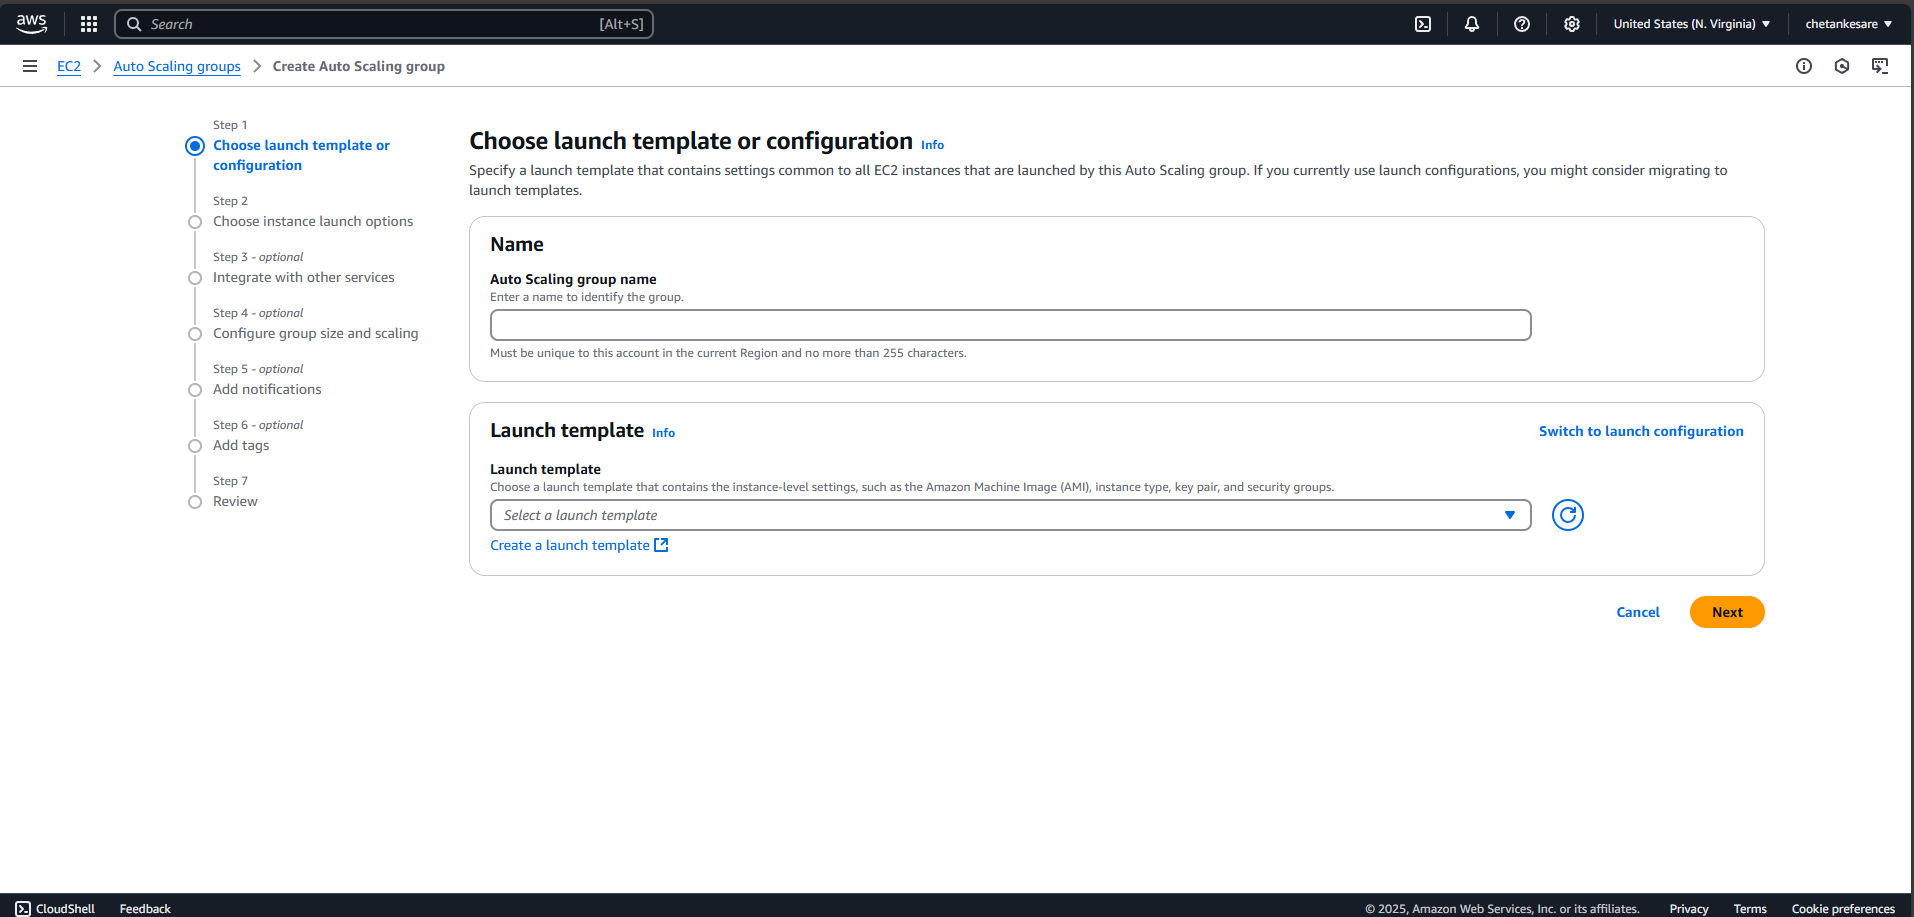 aws
Search [Alt+S]
United States (N. Virginia)
chetankesare
EC2 > Auto Scaling groups > Create Auto Scaling group
Step 1
Choose launch template or
configuration
Step 2
Choose instance launch options
Step 3 - optional
Integrate with other services
Step 4 - optional
Configure group size and scaling
Step 5 - optional
Add notifications
Step 6 - optional
Add tags
Step 7
Review
Choose launch template or configuration Info
Specify a launch template that contains settings common to all EC2 instances that are launched by this Auto Scaling group. If you currently use launch configurations, you might consider migrating to
launch templates.
Name
Auto Scaling group name
Enter a name to identify the group.
Must be unique to this account in the current Region and no more than 255 characters.
Launch template Info
Switch to launch configuration
Launch template
Choose a launch template that contains the instance-level settings, such as the Amazon Machine Image (AMI), instance type, key pair, and security groups.
Select a launch template
Create a launch template
Cancel
Next
CloudShell
Feedback
© 2025, Amazon Web Services, Inc. or its affiliates.
Privacy
Terms
Cookie preferences